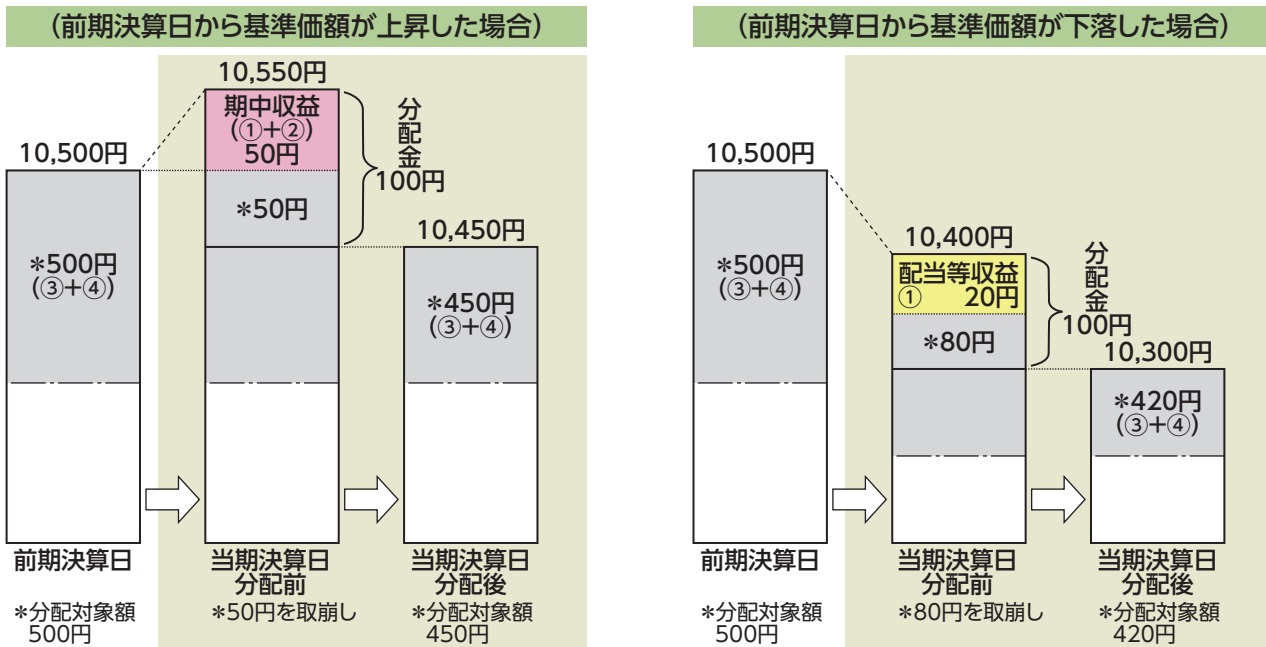 (前期決算日から基準価額が上昇した場合)
10,500円
*500円
(③+④)
前期決算日
*分配対象額
500円
10,550円
期中収益
(①+②)
50円
*50円
分配金
100円
当期決算日
分配前
*50円を取崩し
10,450円
*450円
(③+④)
当期決算日
分配後
*分配対象額
450円
(前期決算日から基準価額が下落した場合)
10,500円
*500円
(③+④)
前期決算日
*分配対象額
500円
10,400円
配当等収益
① 20円
*80円
分配金
100円
当期決算日
分配前
*80円を取崩し
10,300円
*420円
(③+④)
当期決算日
分配後
*分配対象額
420円